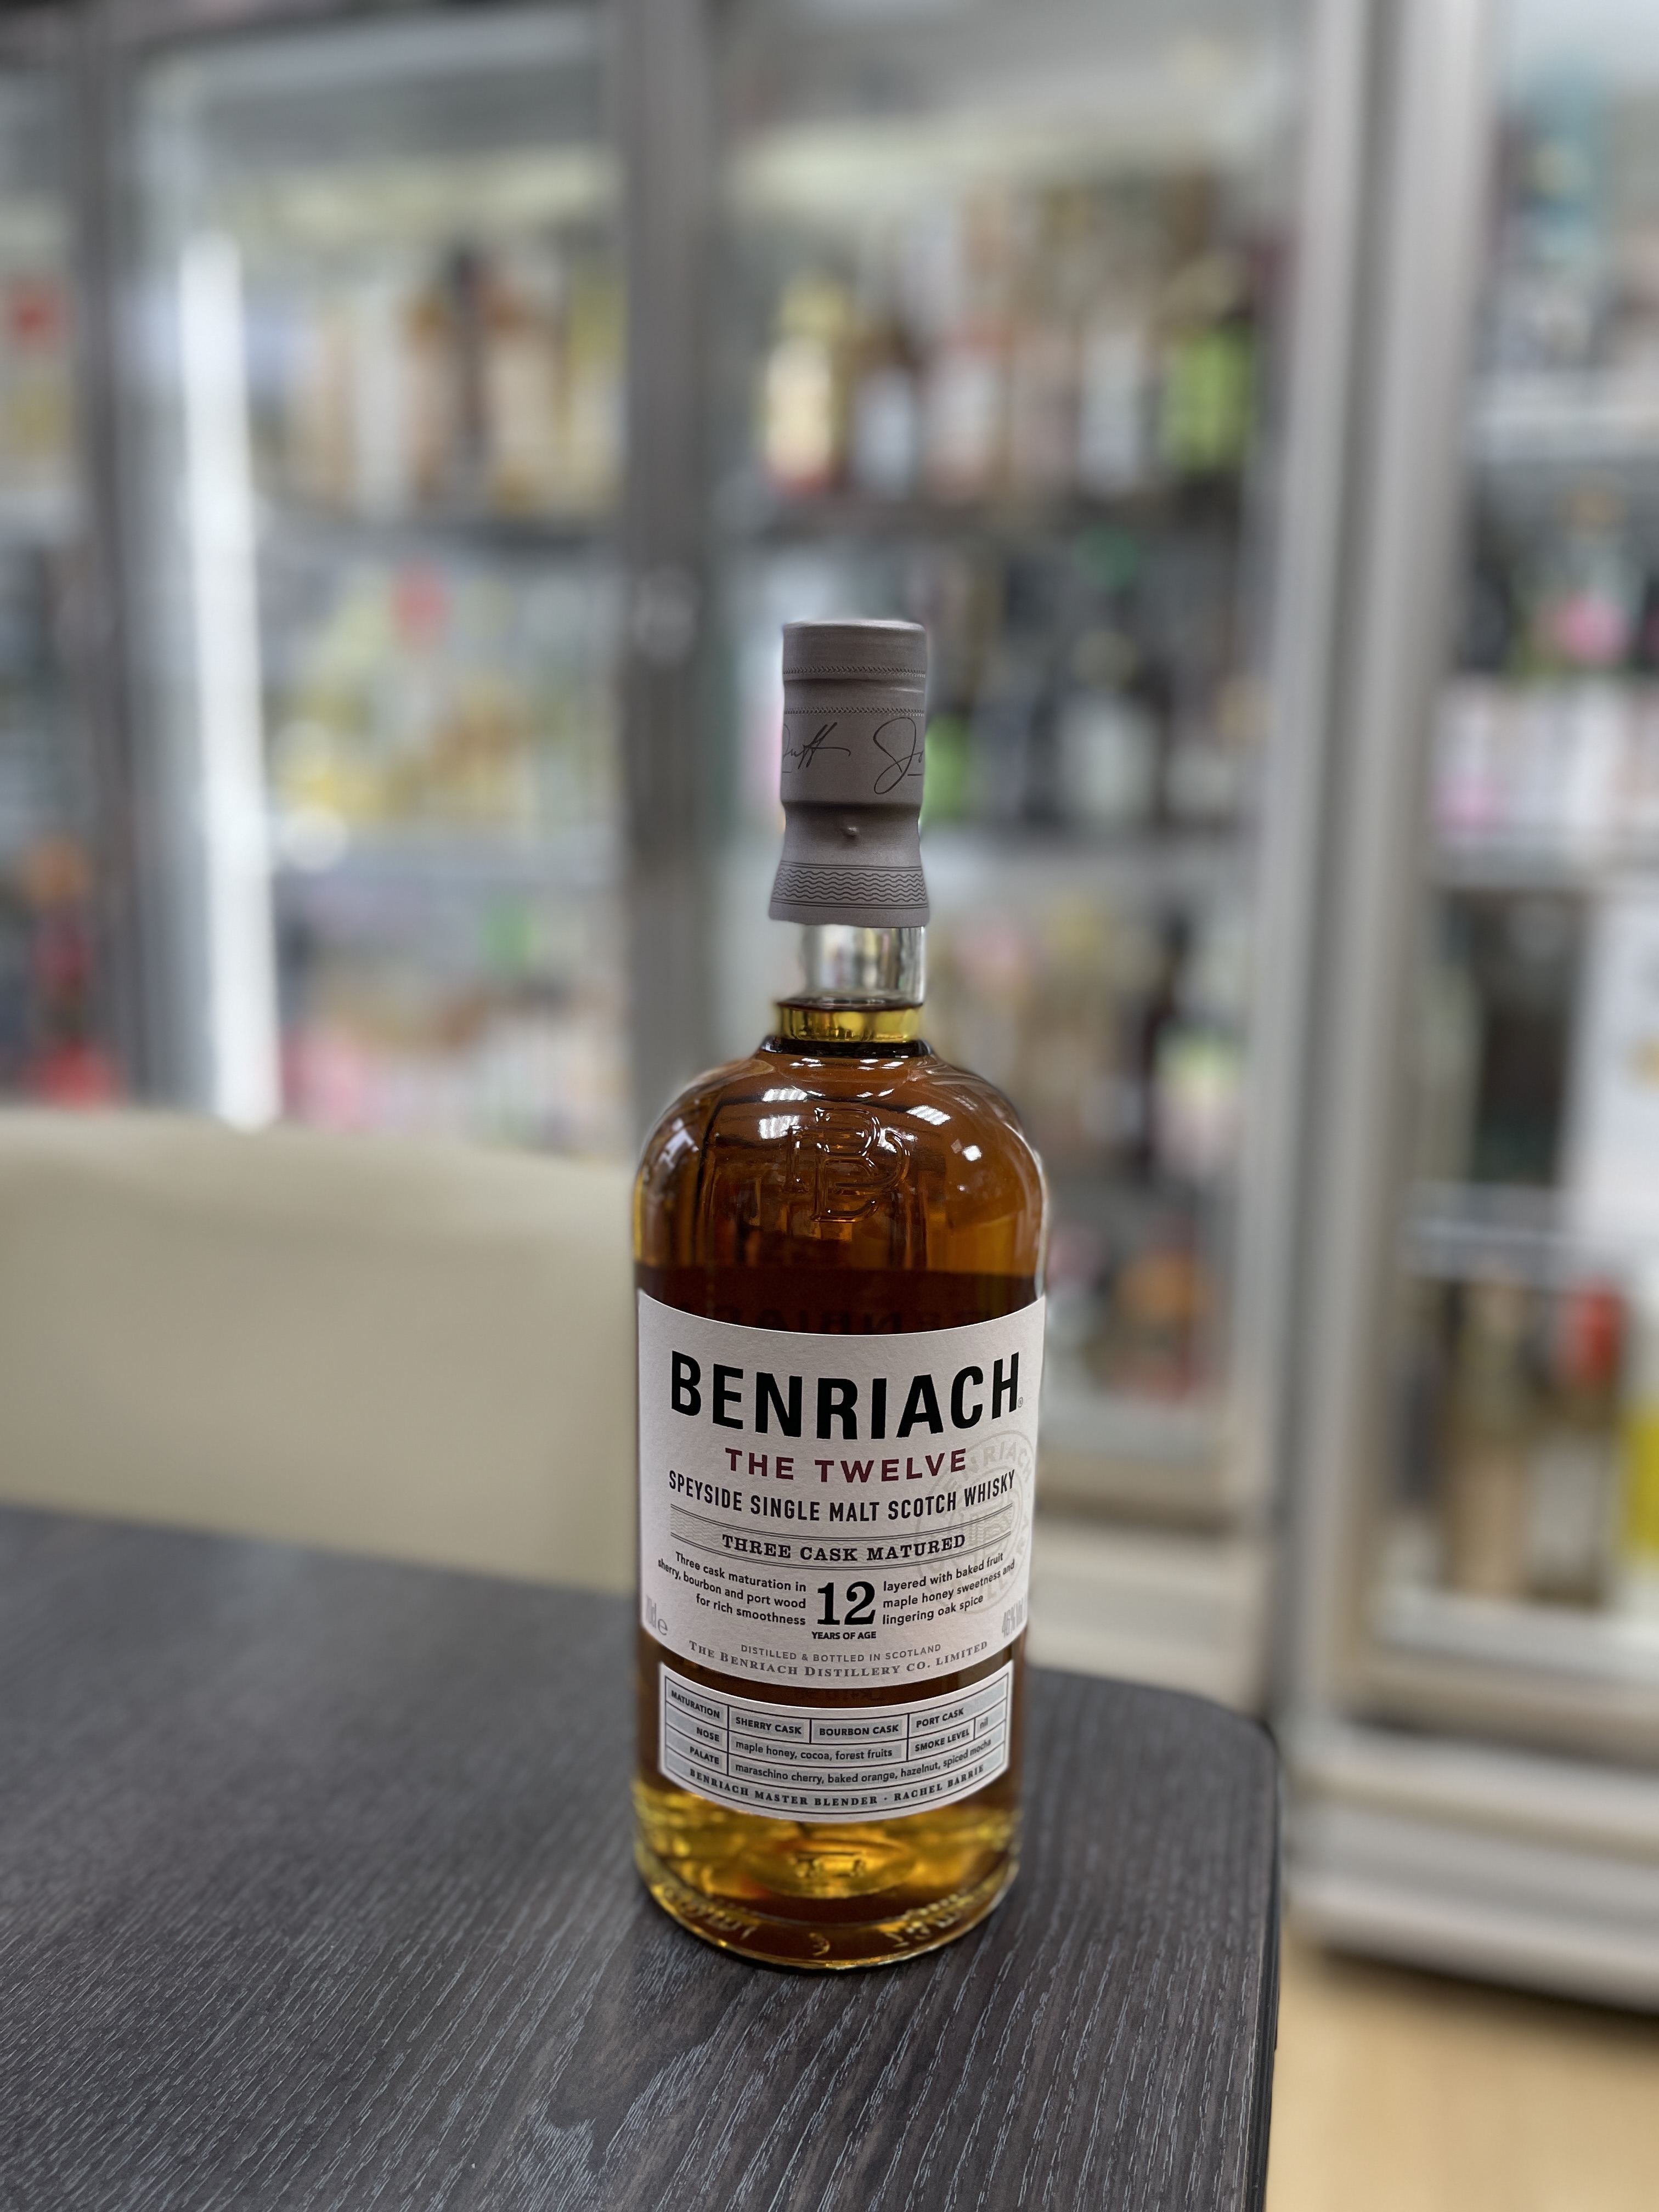 BENRIACH
THE TWELVE
SPEYSIDE SINGLE MALT SCOTCH WHISKY
THREE CASK MATURED
Three cask maturation in
sherry, bourbon and port wood
for rich smoothness
12
YEARS OF AGE
layered with baked fruit
maple honey sweetness and
lingering oak spice
DISTILLED & BOTTLED IN SCOTLAND
THE BENRIACH DISTILLERY CO. LIMITED
MATURATION SHERRY CASK BOURBON CASK PORT CASK
NOSE maple honey, cocoa, forest fruits SMOKE LEVEL nil
PALATE maraschino cherry, baked orange, hazelnut, spiced mocha
BENRIACH MASTER BLENDER - RACHEL BARRIE